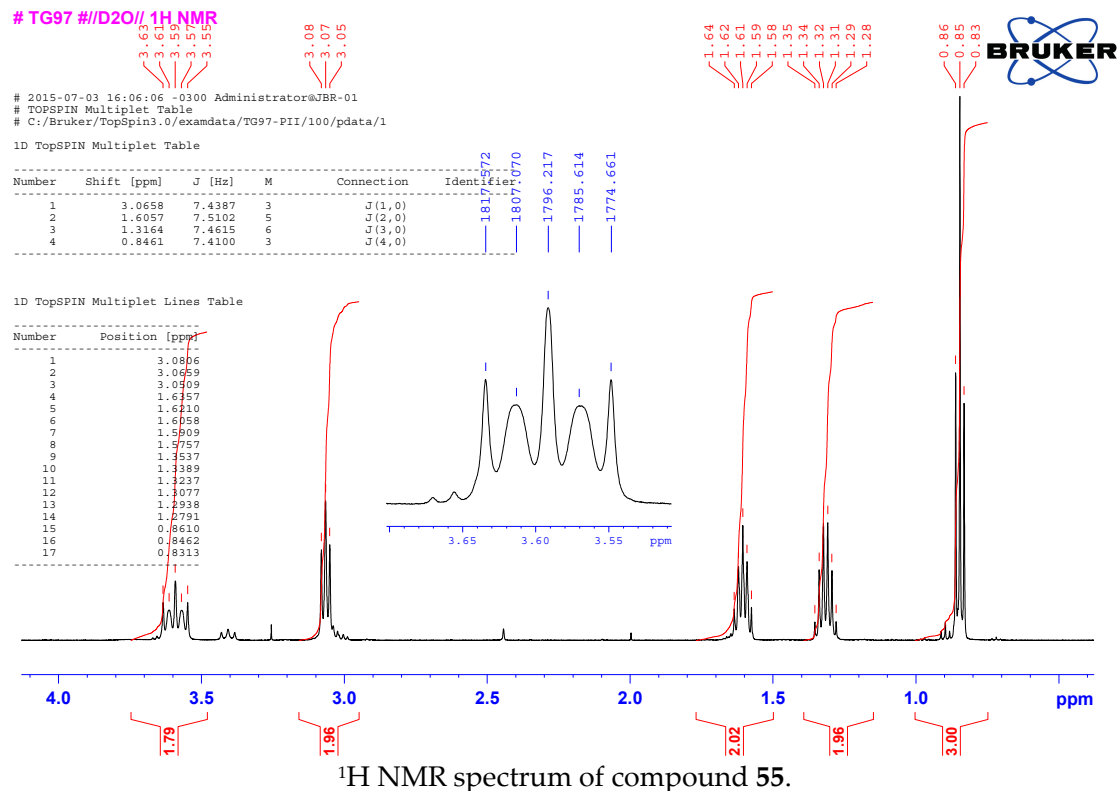 # TG97 #//D2O// 1H NMR
3.63
3.61
3.59
3.57
3.55
3.08
3.07
3.05
1.64
1.62
1.61
1.59
1.58
1.35
1.34
1.32
1.31
1.29
1.28
0.86
0.85
0.83
BRUKER
# 2015-07-03 16:06:06 -0300 Administrator@JBR-01
# TOPSPIN Multiplet Table
# C:/Bruker/TopSpin3.0/examdata/TG97-PII/100/pdata/1
1D TopSPIN Multiplet Table
Number Shift [ppm] J [Hz] M Connection Identifier
1 3.0658 7.4387 3 J(1,0)
2 1.6057 7.5102 5 J(2,0)
3 1.3164 7.4615 6 J(3,0)
4 0.8461 7.4100 3 J(4,0)
1817.572
1807.070
1796.217
1785.614
1774.661
1D TopSPIN Multiplet Lines Table
Number Position [ppm]
1 3.0806
2 3.0659
3 3.0509
4 1.6357
5 1.6210
6 1.6058
7 1.5909
8 1.5757
9 1.3537
10 1.3389
11 1.3237
12 1.3077
13 1.2938
14 1.2791
15 0.8610
16 0.8462
17 0.8313
3.65 3.60 3.55 ppm
4.0 3.5 3.0 2.5 2.0 1.5 1.0 ppm
1.79 1.96 2.02 1.96 3.00
¹H NMR spectrum of compound 55.